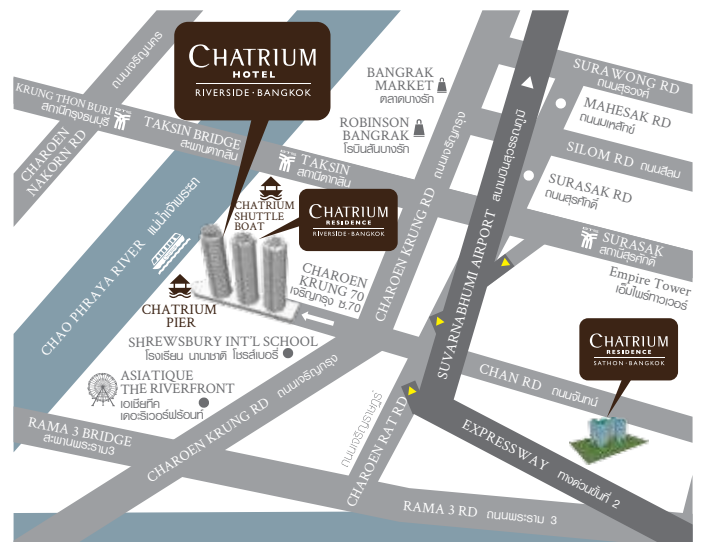 CHATRIUM
HOTEL
RIVERSIDE · BANGKOK
ถนนเจริญนคร
CHAROEN
NAKORN RD
KRUNG THON BURI
สถานีกรุงธนบุรี
TAKSIN BRIDGE
สะพานตากสิน
TAKSIN
สถานีตากสิน
BANGRAK
MARKET
ตลาดบางรัก
ROBINSON
BANGRAK
โรบินสันบางรัก
ถนนเจริญกรุง
CHAROEN KRUNG RD
สนามบินสุวรรณภูมิ
SUVARNABHUMI AIRPORT
SURAWONG RD
ถนนสุรวงศ์
MAHESAK RD
ถนนมเหสักข์
SILOM RD ถนนสีลม
SURASAK RD
ถนนสุรศักดิ์
SURASAK
สถานีสุรศักดิ์
Empire Tower
เอ็มไพร์ทาวเวอร์
CHATRIUM
SHUTTLE
BOAT
CHATRIUM
RESIDENCE
RIVERSIDE · BANGKOK
CHAO PHRAYA RIVER แม่น้ำเจ้าพระยา
CHATRIUM
PIER
CHAROEN
KRUNG 70
เจริญกรุง ซ.70
SHREWSBURY INT'L SCHOOL
โรงเรียน นานาชาติ โชรส์เบอรี่
ASIATIQUE
THE RIVERFRONT
เอเชียทีค
เดอะริเวอร์ฟร้อนท์
CHATRIUM
RESIDENCE
SATHON · BANGKOK
CHAN RD ถนนจันทน์
RAMA 3 BRIDGE
สะพานพระราม3
CHAROEN KRUNG RD ถนนเจริญกรุง
CHAROEN RAT RD
EXPRESSWAY ทางด่วนขั้นที่ 2
RAMA 3 RD ถนนพระราม 3